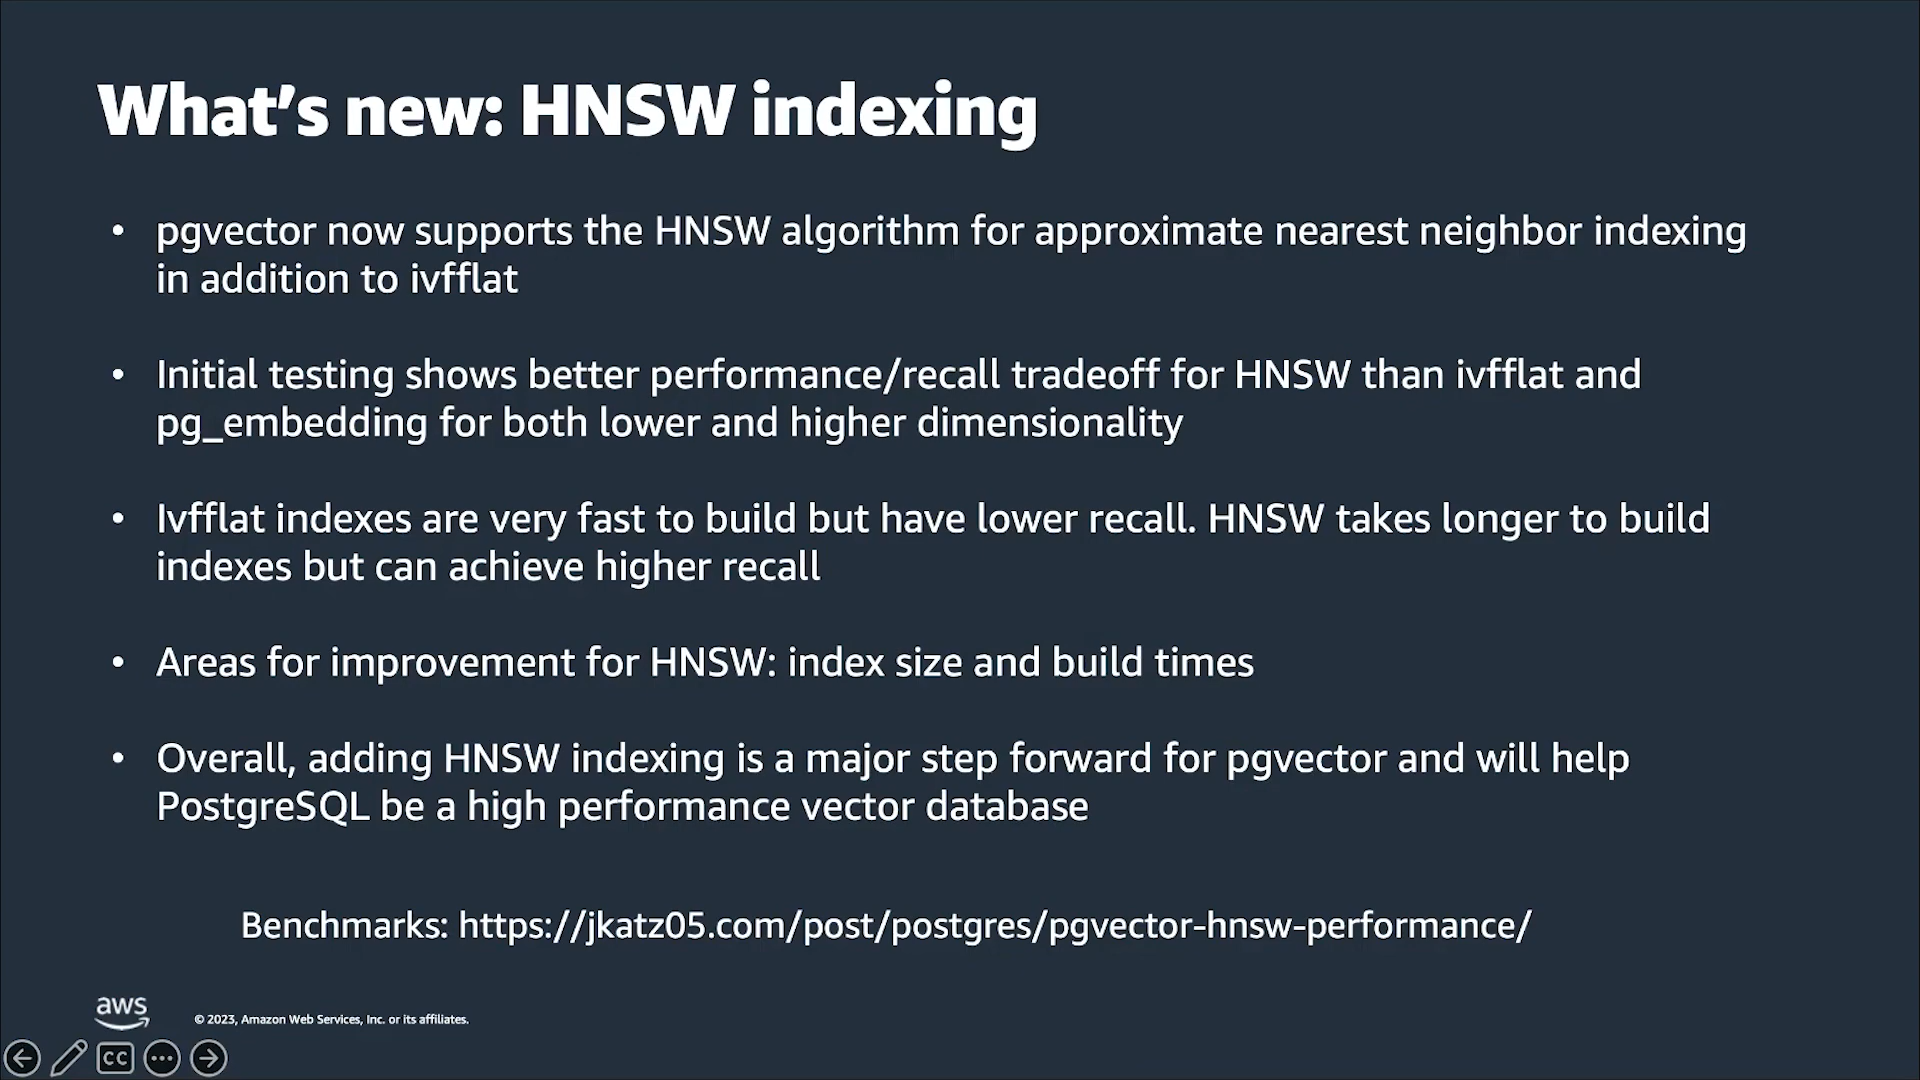 What's new: HNSW indexing
• pgvector now supports the HNSW algorithm for approximate nearest neighbor indexing
in addition to ivfflat
• Initial testing shows better performance/recall tradeoff for HNSW than ivfflat and
pg_embedding for both lower and higher dimensionality
• Ivfflat indexes are very fast to build but have lower recall. HNSW takes longer to build
indexes but can achieve higher recall
• Areas for improvement for HNSW: index size and build times
• Overall, adding HNSW indexing is a major step forward for pgvector and will help
PostgreSQL be a high performance vector database
Benchmarks: https://jkatz05.com/post/postgres/pgvector-hnsw-performance/
aws
© 2023, Amazon Web Services, Inc. or its affiliates.
CC